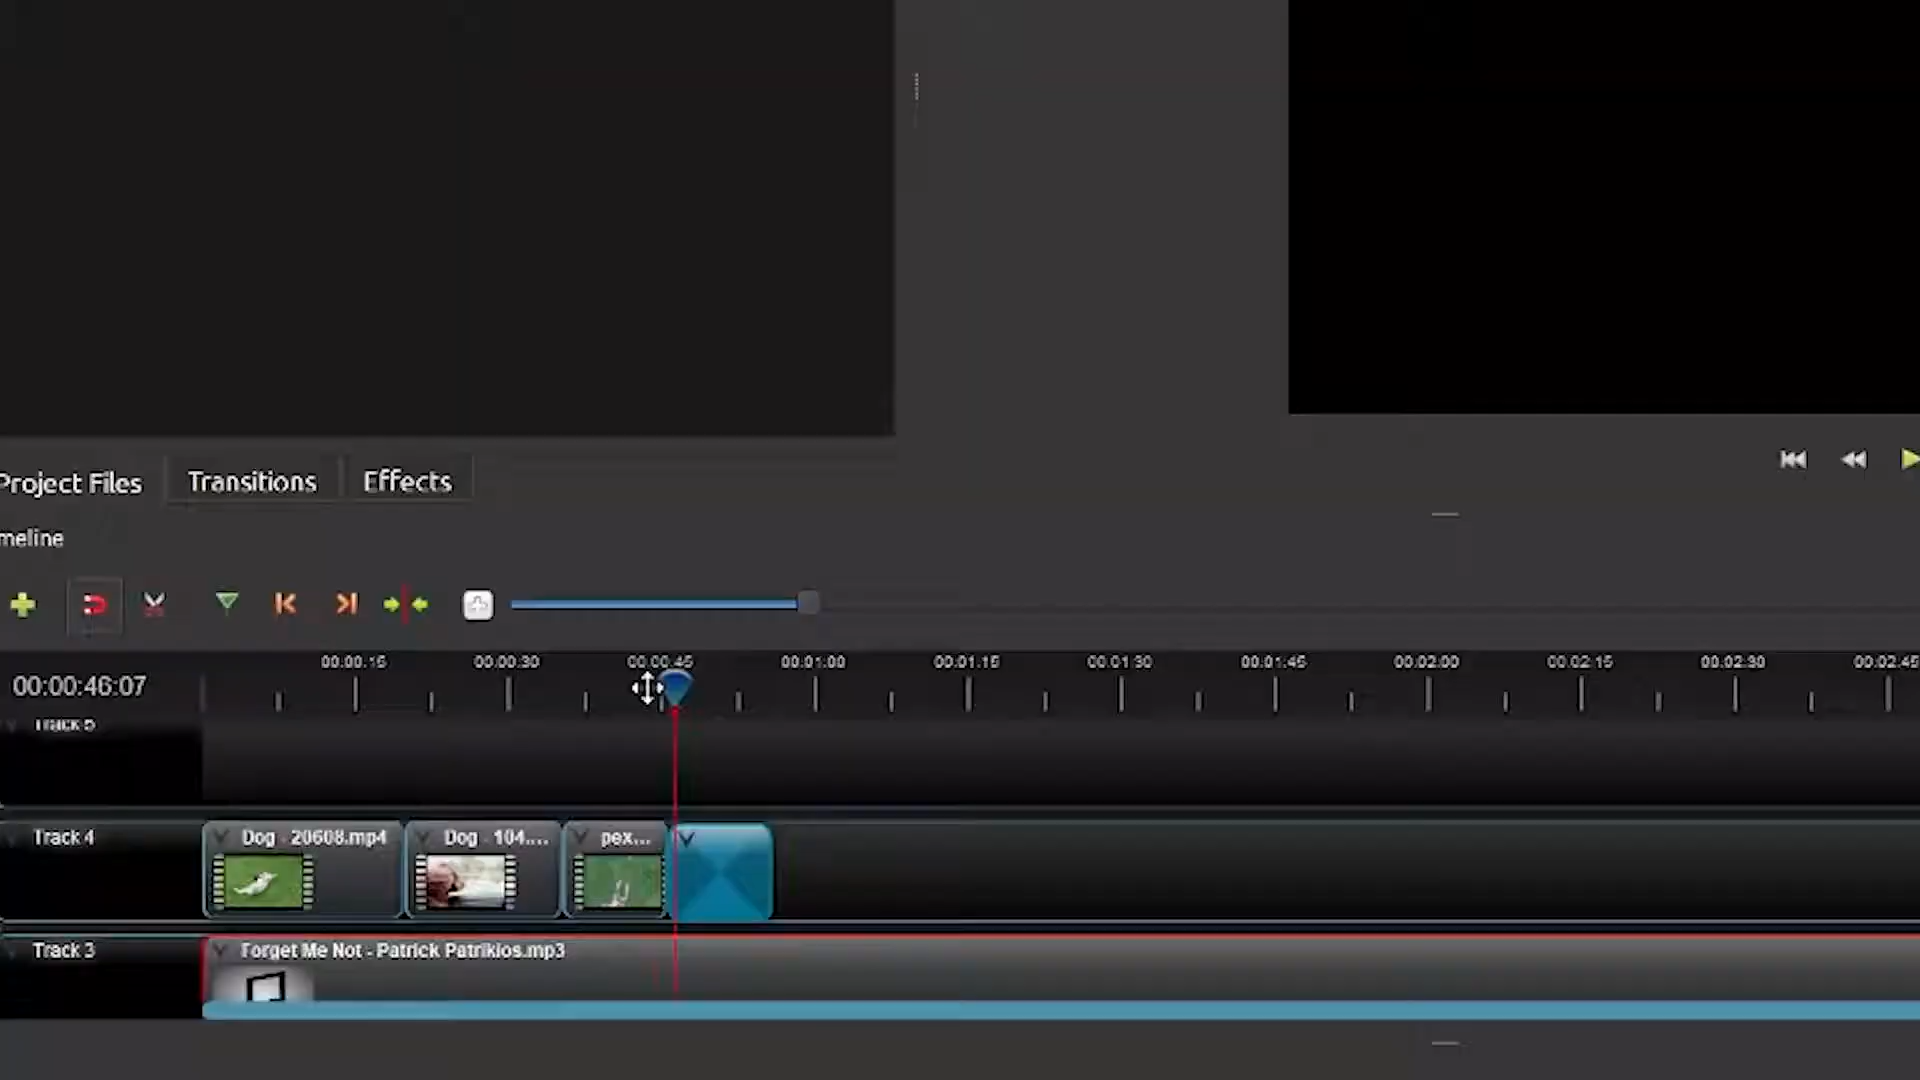 Project Files
Transitions
Effects
meline
00:00:15
00:00:30
00:00:45
00:01:00
00:01:15
00:01:30
00:01:45
00:02:00
00:02:15
00:02:30
00:02:45
00:00:46:07
Track 5
Track 4
Dog - 20608.mp4
Dog - 104....
pex...
Track 3
Forget Me Not - Patrick Patrikios.mp3